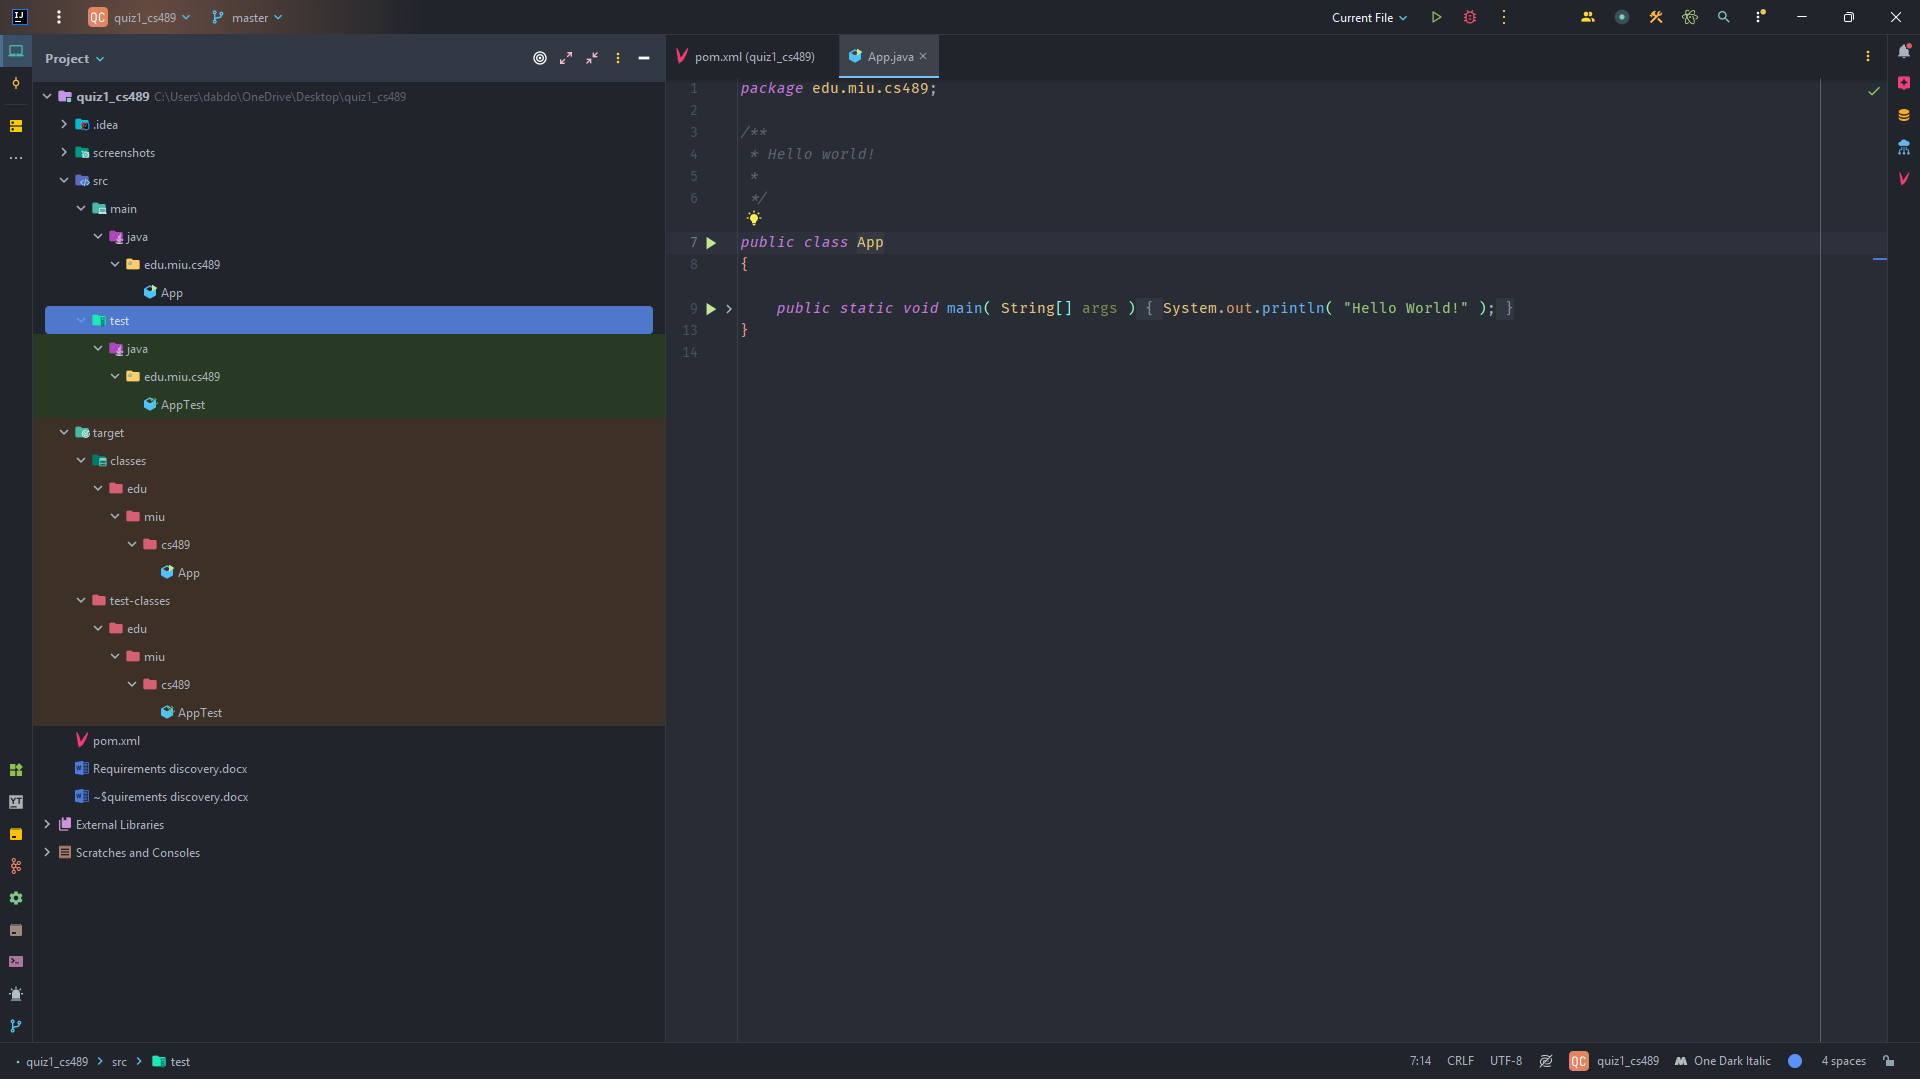 IJ QC quiz1_cs489 master Current File
Project
pom.xml (quiz1_cs489) App.java
quiz1_cs489 C:\Users\dabdo\OneDrive\Desktop\quiz1_cs489
.idea
screenshots
src
main
java
edu.miu.cs489
App
test
java
edu.miu.cs489
AppTest
target
classes
edu
miu
cs489
App
test-classes
edu
miu
cs489
AppTest
pom.xml
Requirements discovery.docx
~$quirements discovery.docx
External Libraries
Scratches and Consoles
YT
1 package edu.miu.cs489;
2
3 /**
4 * Hello world!
5 *
6 */
7 public class App
8 {
9 public static void main( String[] args ) { System.out.println( "Hello World!" ); }
13 }
14
quiz1_cs489 src test
7:14 CRLF UTF-8 QC quiz1_cs489 One Dark Italic 4 spaces